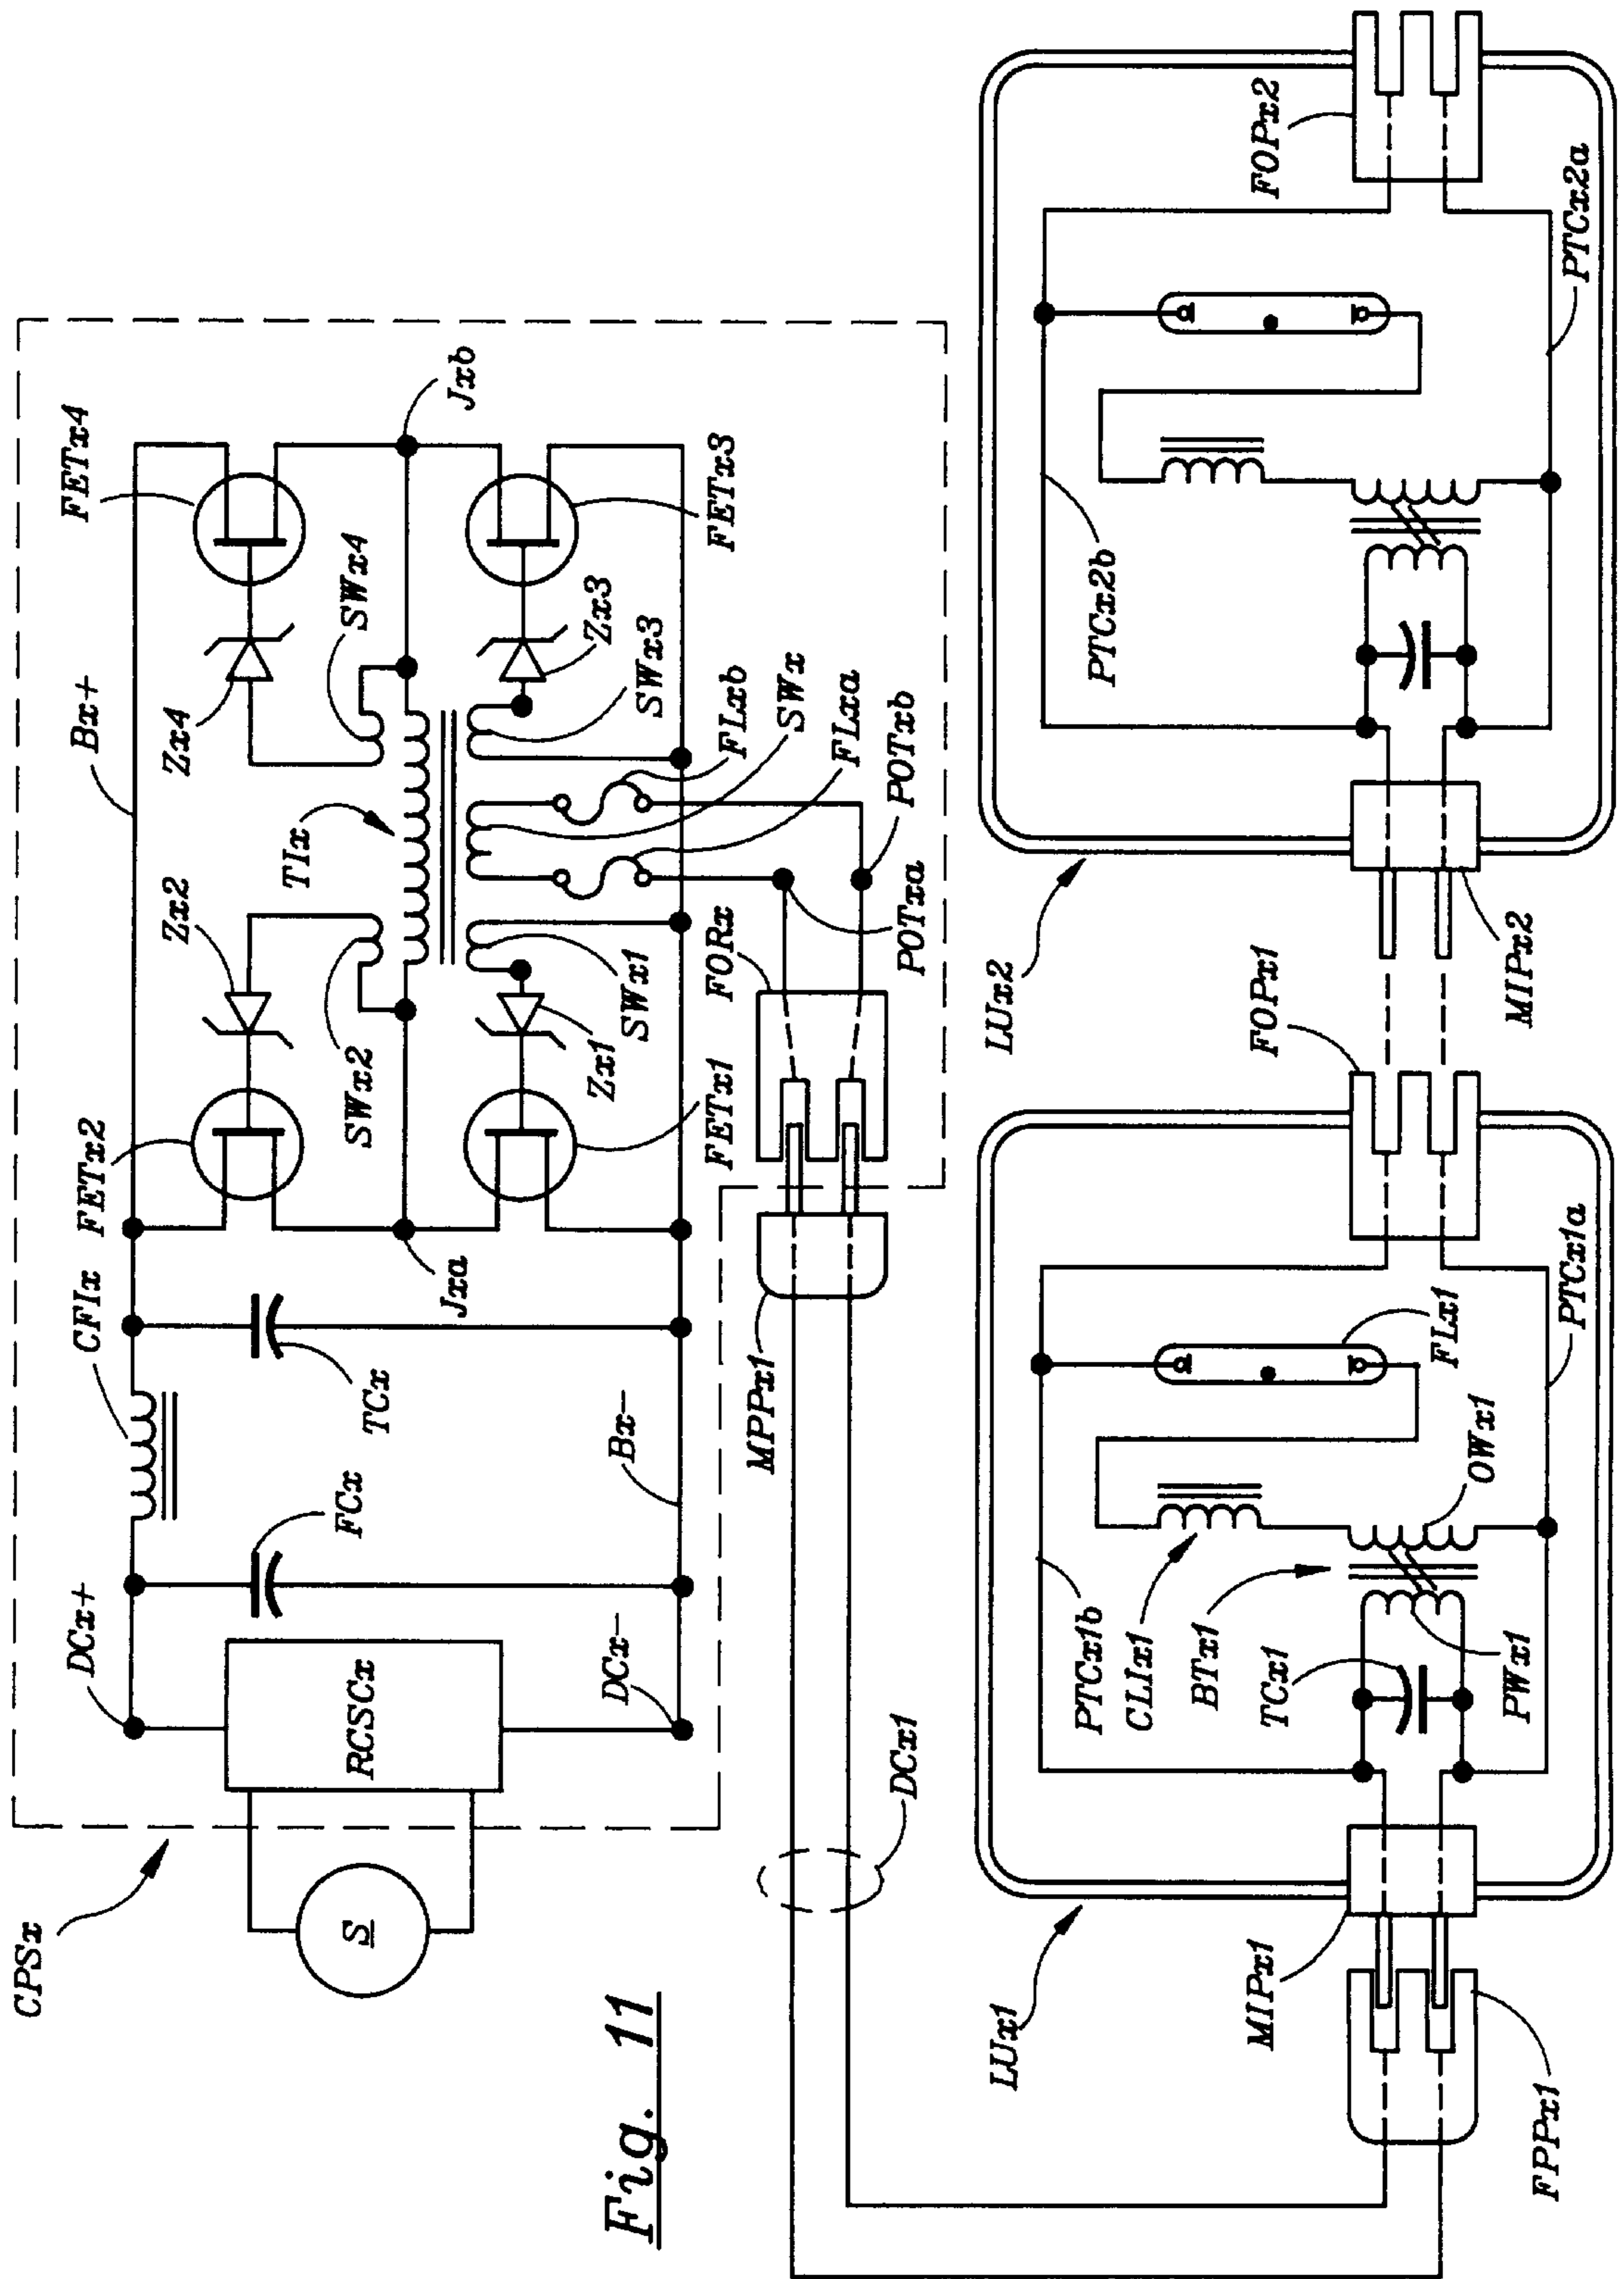 CPSx
S
RCSCx
DCx+
DCx-
FCx
CFIx
TCx
Bx-
Jxa
FETx2
Zx2
SWx2
TIx
Bx+
Zx4
SWx4
FETx4
Jxb
FETx3
Zx3
SWx3
SWx
FLxb
FLxa
POTxb
POTxa
FORx
SWx1
Zx1
FETx1
MPPx1
DCx1
Fig. 11
LUx1
MIPx1
FPPx1
PTCx1b
CLIx1
BTx1
TCx1
PWx1
OWx1
FLx1
PTCx1a
FOPx1
LUx2
MIPx2
PTCx2b
FOPx2
PTCx2a